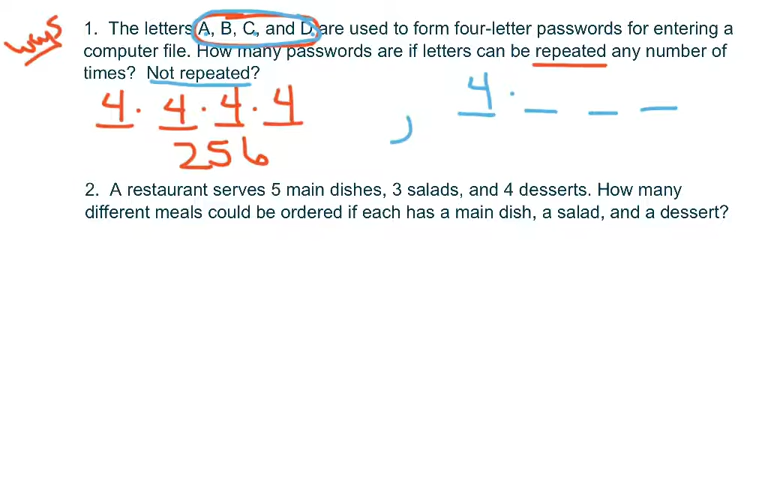 ways
1. The letters A, B, C, and D, are used to form four-letter passwords for entering a
computer file. How many passwords are if letters can be repeated any number of
times? Not repeated?
4 · 4 · 4 · 4
4 · _ _ _
256
2. A restaurant serves 5 main dishes, 3 salads, and 4 desserts. How many
different meals could be ordered if each has a main dish, a salad, and a dessert?